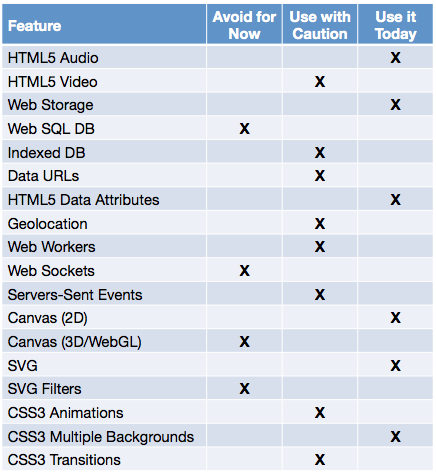 Feature Avoid for Now Use with Caution Use it Today
HTML5 Audio X
HTML5 Video X
Web Storage X
Web SQL DB X
Indexed DB X
Data URLs X
HTML5 Data Attributes X
Geolocation X
Web Workers X
Web Sockets X
Servers-Sent Events X
Canvas (2D) X
Canvas (3D/WebGL) X
SVG X
SVG Filters X
CSS3 Animations X
CSS3 Multiple Backgrounds X
CSS3 Transitions X